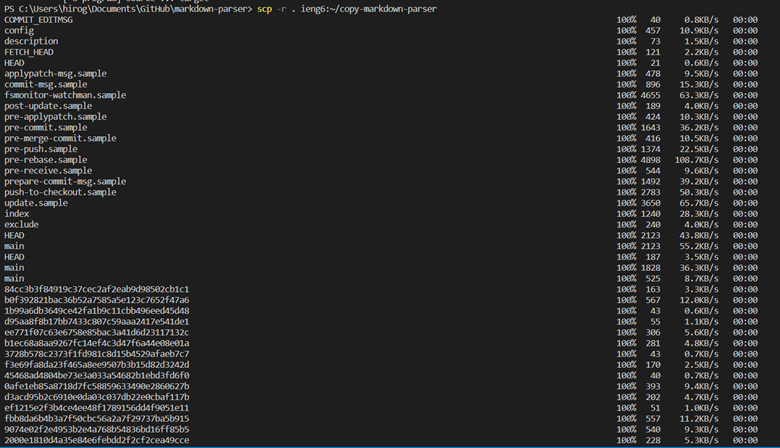 PS C:\Users\hirog\Documents\GitHub\markdown-parser> scp -r . ieng6:~/copy-markdown-parser
COMMIT_EDITMSG 100% 40 0.8KB/s 00:00
config 100% 457 10.9KB/s 00:00
description 100% 73 1.5KB/s 00:00
FETCH_HEAD 100% 121 2.2KB/s 00:00
HEAD 100% 21 0.6KB/s 00:00
applypatch-msg.sample 100% 478 9.5KB/s 00:00
commit-msg.sample 100% 896 15.3KB/s 00:00
fsmonitor-watchman.sample 100% 4655 63.3KB/s 00:00
post-update.sample 100% 189 4.0KB/s 00:00
pre-applypatch.sample 100% 424 10.3KB/s 00:00
pre-commit.sample 100% 1643 36.2KB/s 00:00
pre-merge-commit.sample 100% 416 10.5KB/s 00:00
pre-push.sample 100% 1374 22.5KB/s 00:00
pre-rebase.sample 100% 4898 108.7KB/s 00:00
pre-receive.sample 100% 544 9.6KB/s 00:00
prepare-commit-msg.sample 100% 1492 39.2KB/s 00:00
push-to-checkout.sample 100% 2783 50.3KB/s 00:00
update.sample 100% 3650 65.7KB/s 00:00
index 100% 1240 28.3KB/s 00:00
exclude 100% 240 4.0KB/s 00:00
HEAD 100% 2123 43.8KB/s 00:00
main 100% 2123 55.2KB/s 00:00
HEAD 100% 187 3.5KB/s 00:00
main 100% 1828 36.3KB/s 00:00
main 100% 525 8.7KB/s 00:00
84cc3b3f84919c37cec2af2eab9d98502cb1c1 100% 163 3.3KB/s 00:00
b0f392821bac36b52a7585a5e123c7652f47a6 100% 567 12.0KB/s 00:00
1b99a6db3649ce42fa1b9c11cbb496eed45d48 100% 43 0.6KB/s 00:00
d95aa8f8b17bb7433c807c59aaa2417e541de1 100% 55 1.1KB/s 00:00
ee771f07c63e6758e85bac3a41d6d23117132c 100% 306 5.6KB/s 00:00
b1ec68a8aa9267fc14ef4c3d47f6a44e08e01a 100% 281 4.8KB/s 00:00
3728b578c2373f1fd981c8d15b4529afaeb7c7 100% 43 0.7KB/s 00:00
f3e69fa8da23f465a8ee9507b3b15d82d3242d 100% 170 2.5KB/s 00:00
45468ad4804be73e3a033a54682b1ebd3fd6f0 100% 40 0.7KB/s 00:00
0afe1eb85a8718d7fc58859633490e2860627b 100% 393 9.4KB/s 00:00
d3acd95b2c6910e0da03c037db22e0cbaf117b 100% 202 4.7KB/s 00:00
ef1215e2f3b4ce4ee48f1789156dd4f9051e11 100% 51 1.0KB/s 00:00
fbb8da6b4b3a7f50cbc56a2a7f29737ba5b915 100% 557 11.2KB/s 00:00
9074e02f2e4953b2e4a768b54836bd16ff85b5 100% 540 9.3KB/s 00:00
2000e1810d4a35e84e6febdd2f2cf2cea49cce 100% 228 5.3KB/s 00:00